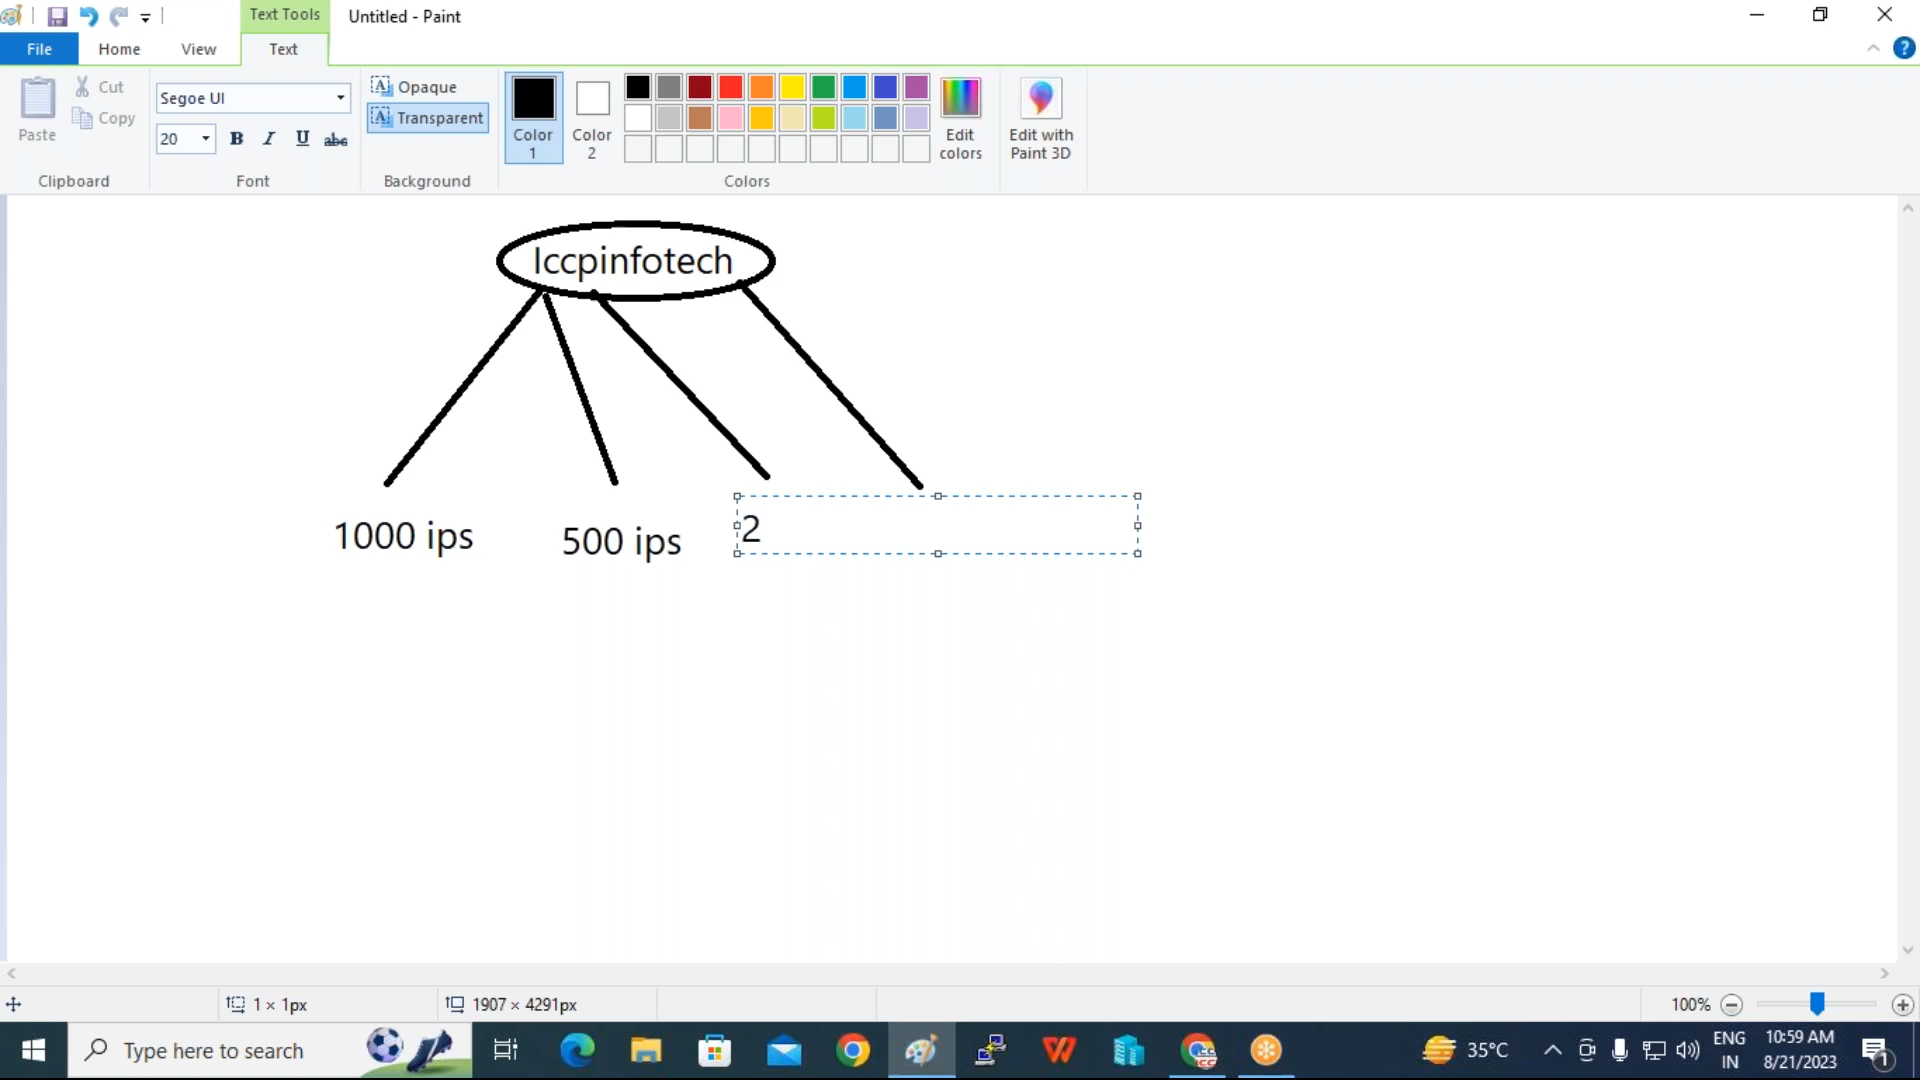 Text Tools
Untitled - Paint
File
Home
View
Text
Paste
Cut
Copy
Clipboard
Segoe UI
20
B I U abc
Font
Opaque
Transparent
Background
Color 1
Color 2
Edit colors
Colors
Edit with Paint 3D
Iccpinfotech
1000 ips
500 ips
2
1 × 1px
1907 × 4291px
100%
Type here to search
35°C
ENG
IN
10:59 AM
8/21/2023
1